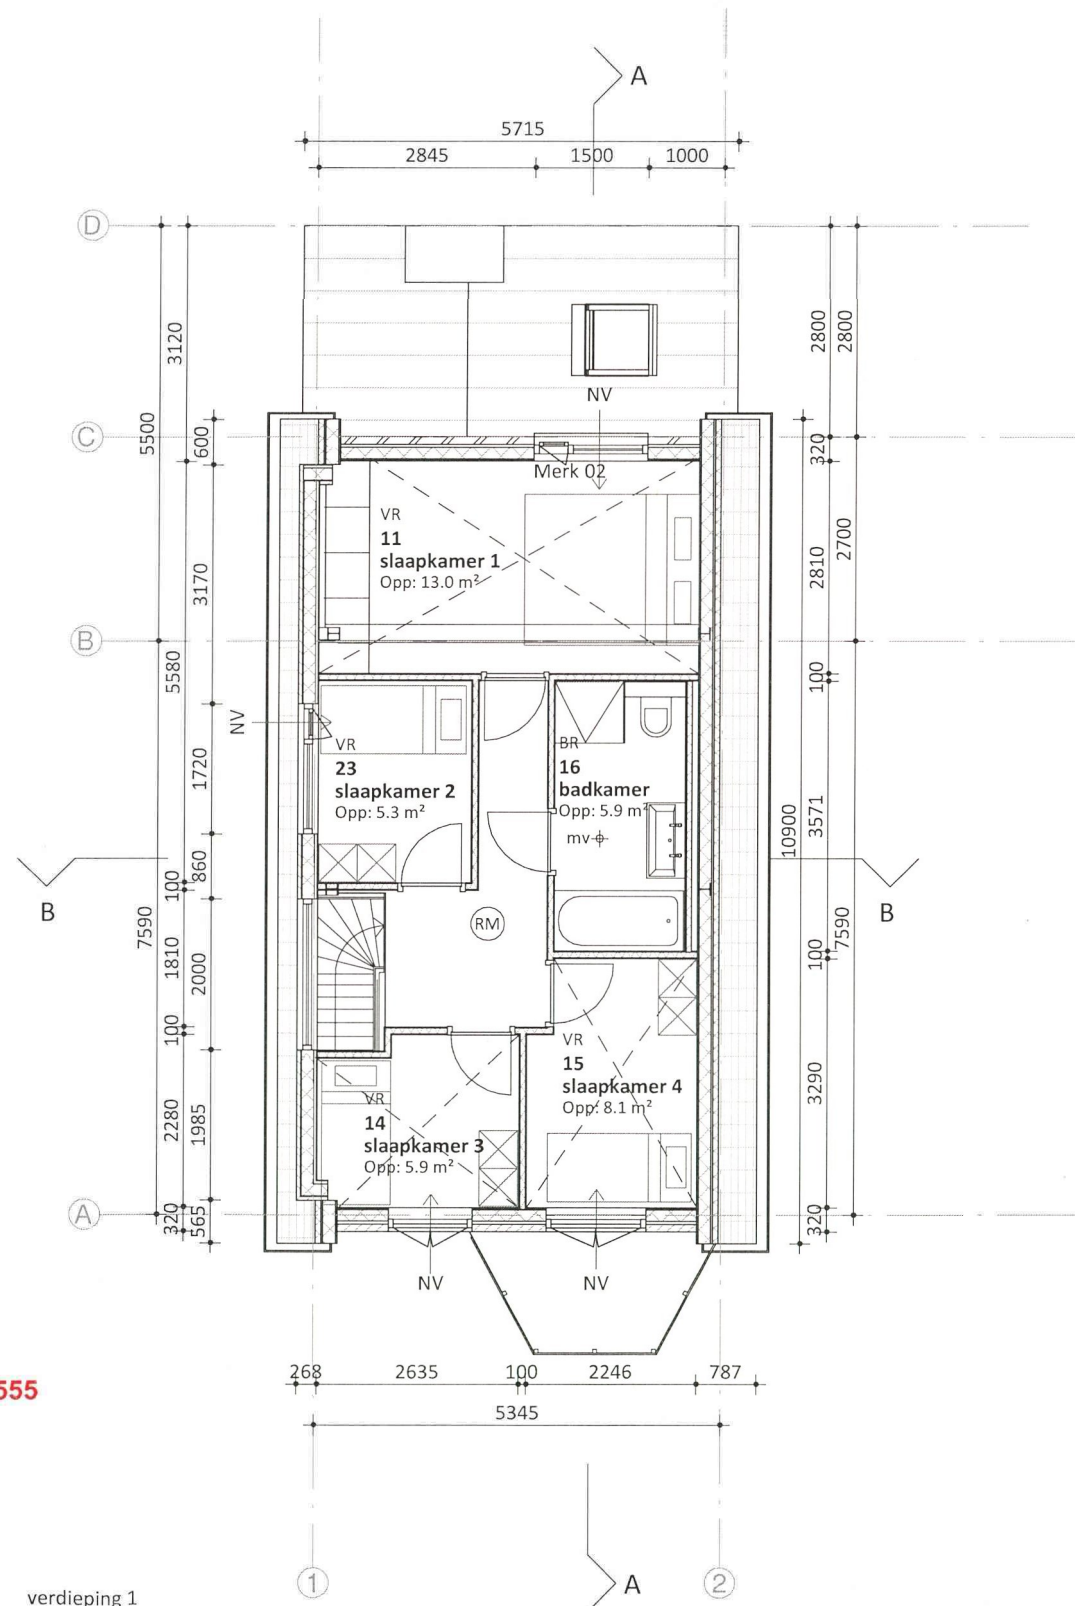 A
5715
2845 1500 1000
D
3120
5500
2800
2800
NV
C
600
320
Merk 02
VR
11
slaapkamer 1
Opp: 13.0 m²
3170
2810
2700
B
5580
100
NV
VR
23
slaapkamer 2
Opp: 5.3 m²
BR
16
badkamer
Opp: 5.9 m²
mv
1720
3571
10900
860
100
B
B
RM
7590
1810
2000
100
7590
100
VR
15
slaapkamer 4
Opp: 8.1 m²
VR
14
slaapkamer 3
Opp: 5.9 m²
2280
1985
3290
A
320
565
320
NV
NV
268 2635 100 2246 787
555
5345
1
A
2
verdieping 1